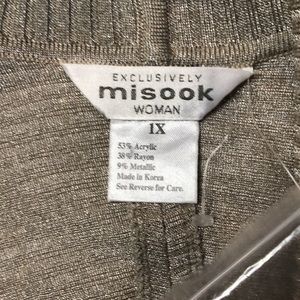 EXCLUSIVELY
misook
WOMAN
1X
53% Acrylic
38% Rayon
9% Metallic
Made in Korea
See Reverse for Care.